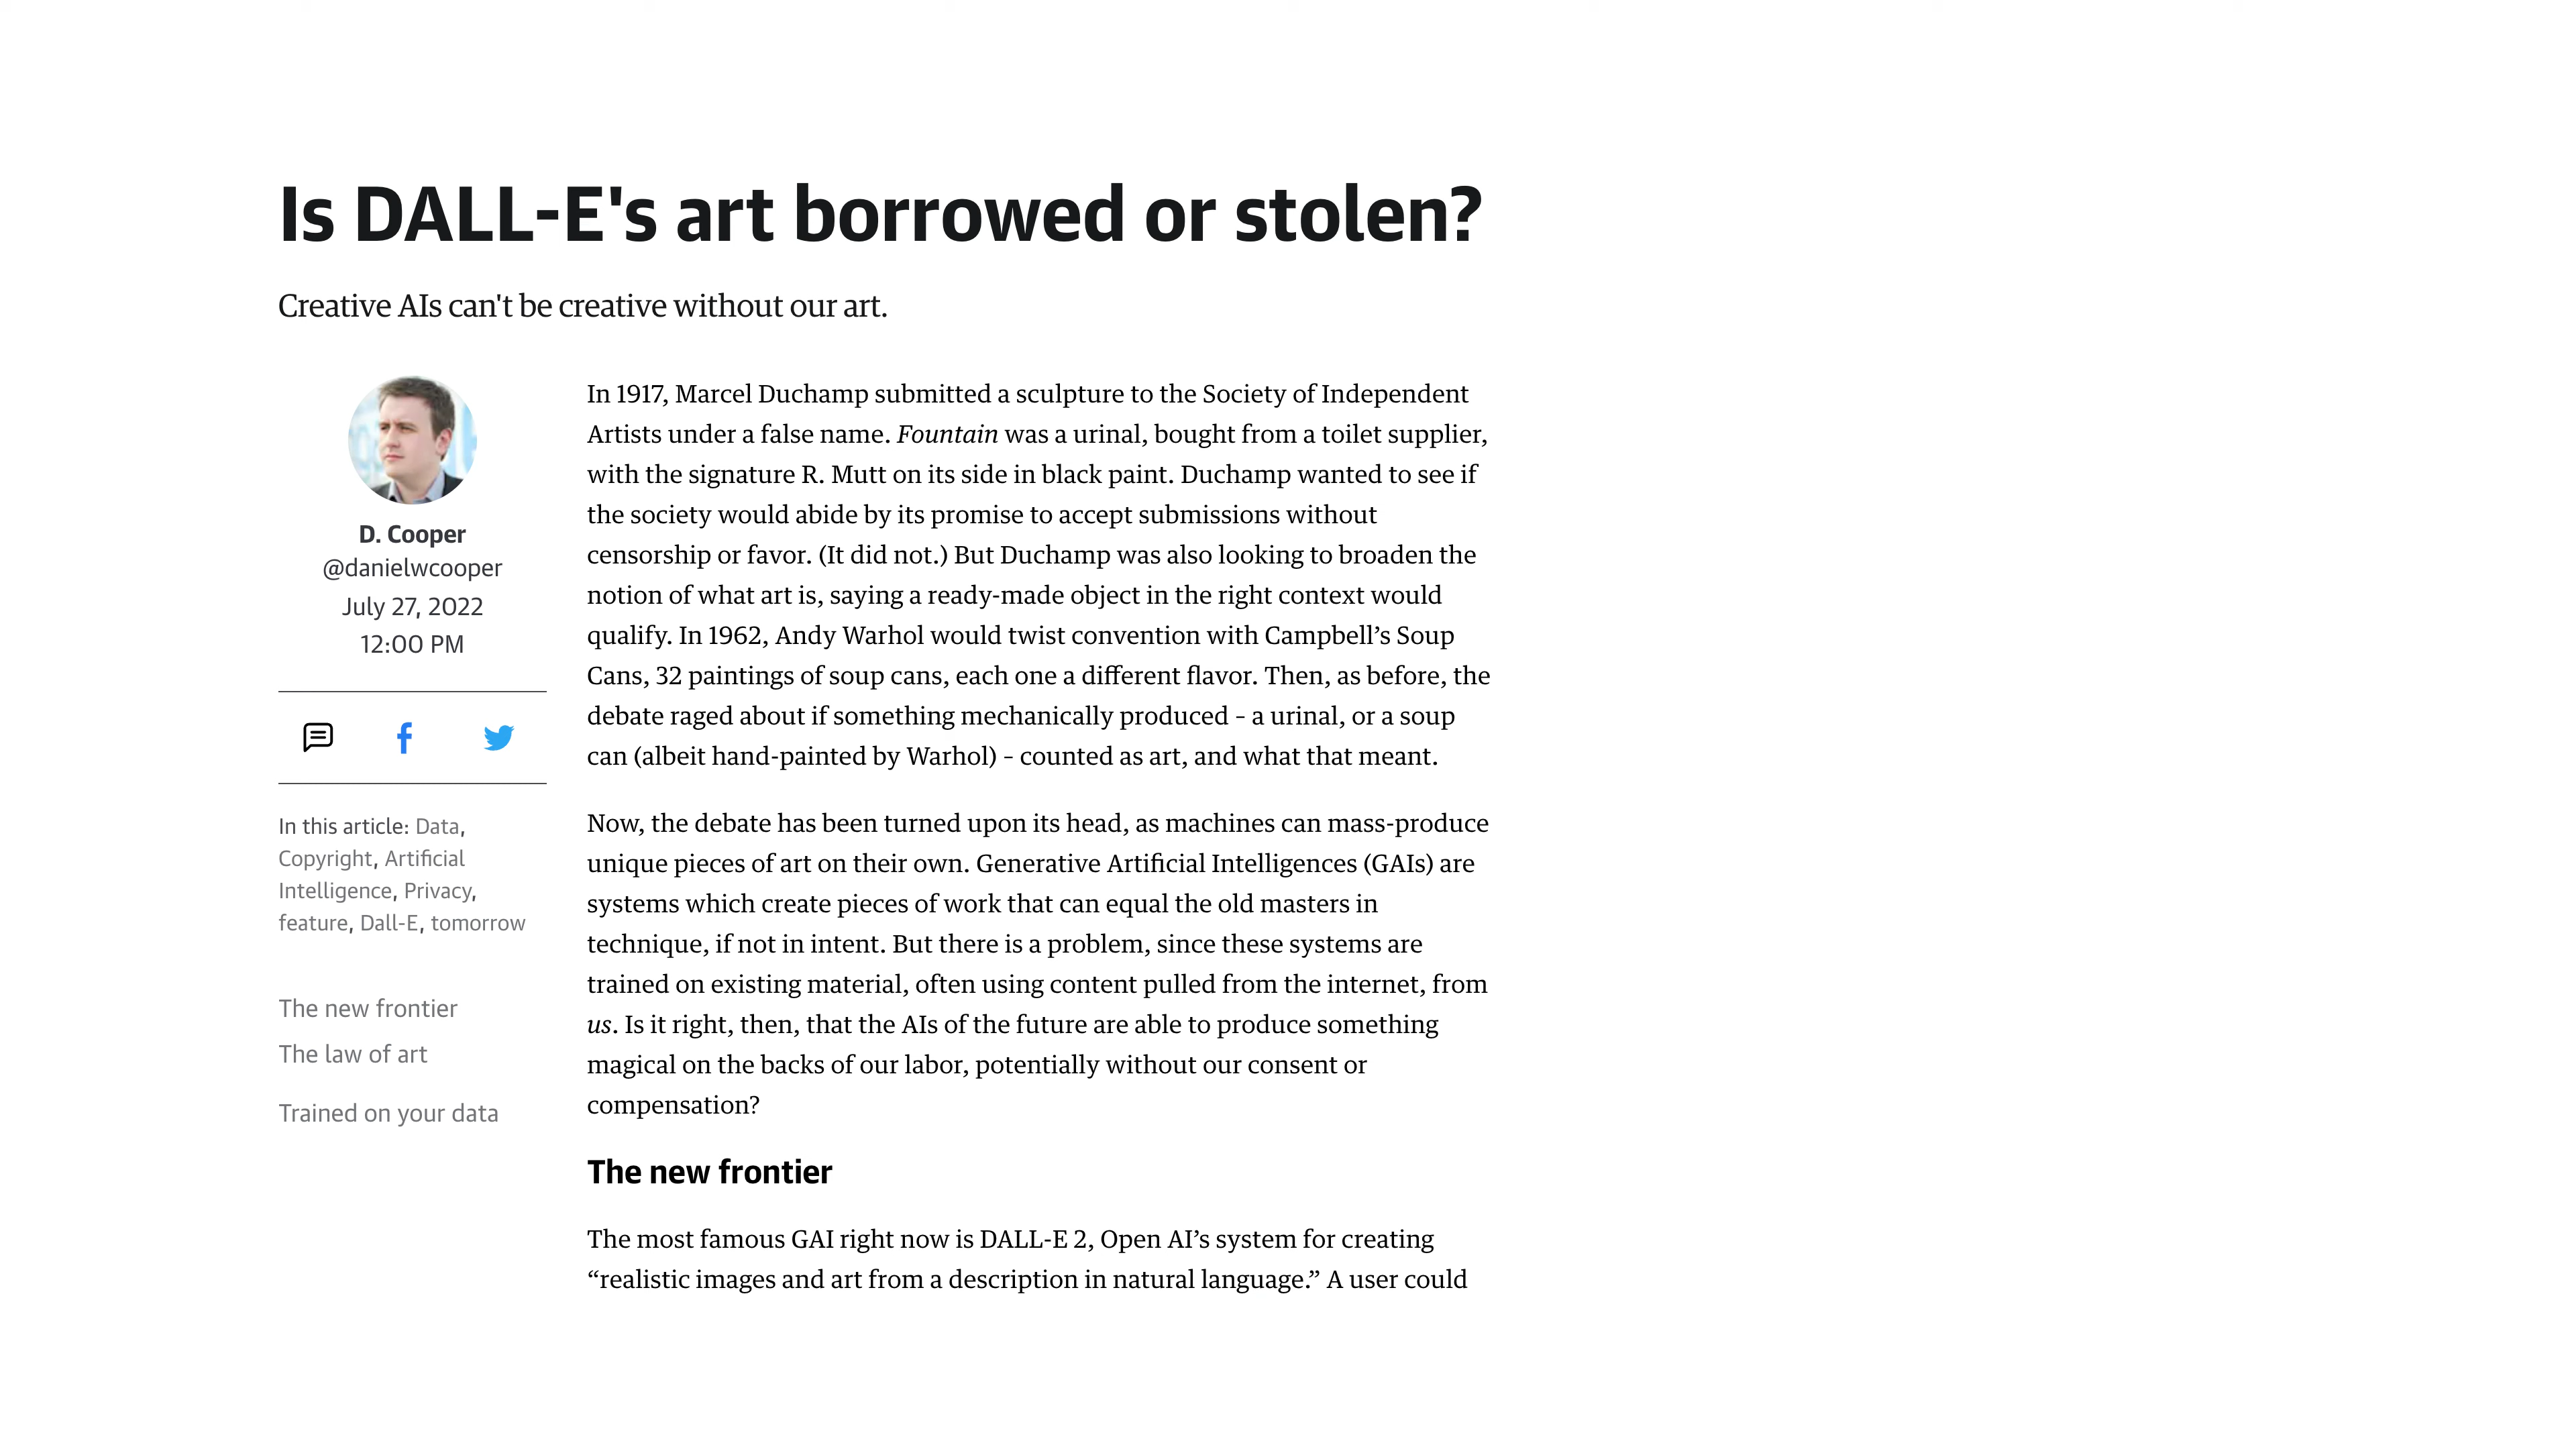 Is DALL-E's art borrowed or stolen?
Creative AIs can't be creative without our art.
D. Cooper
@danielwcooper
July 27, 2022
12:00 PM
In this article: Data,
Copyright, Artificial
Intelligence, Privacy,
feature, Dall-E, tomorrow
The new frontier
The law of art
Trained on your data
In 1917, Marcel Duchamp submitted a sculpture to the Society of Independent
Artists under a false name. Fountain was a urinal, bought from a toilet supplier,
with the signature R. Mutt on its side in black paint. Duchamp wanted to see if
the society would abide by its promise to accept submissions without
censorship or favor. (It did not.) But Duchamp was also looking to broaden the
notion of what art is, saying a ready-made object in the right context would
qualify. In 1962, Andy Warhol would twist convention with Campbell’s Soup
Cans, 32 paintings of soup cans, each one a different flavor. Then, as before, the
debate raged about if something mechanically produced – a urinal, or a soup
can (albeit hand-painted by Warhol) – counted as art, and what that meant.
Now, the debate has been turned upon its head, as machines can mass-produce
unique pieces of art on their own. Generative Artificial Intelligences (GAIs) are
systems which create pieces of work that can equal the old masters in
technique, if not in intent. But there is a problem, since these systems are
trained on existing material, often using content pulled from the internet, from
us. Is it right, then, that the AIs of the future are able to produce something
magical on the backs of our labor, potentially without our consent or
compensation?
The new frontier
The most famous GAI right now is DALL-E 2, Open AI’s system for creating
“realistic images and art from a description in natural language.” A user could